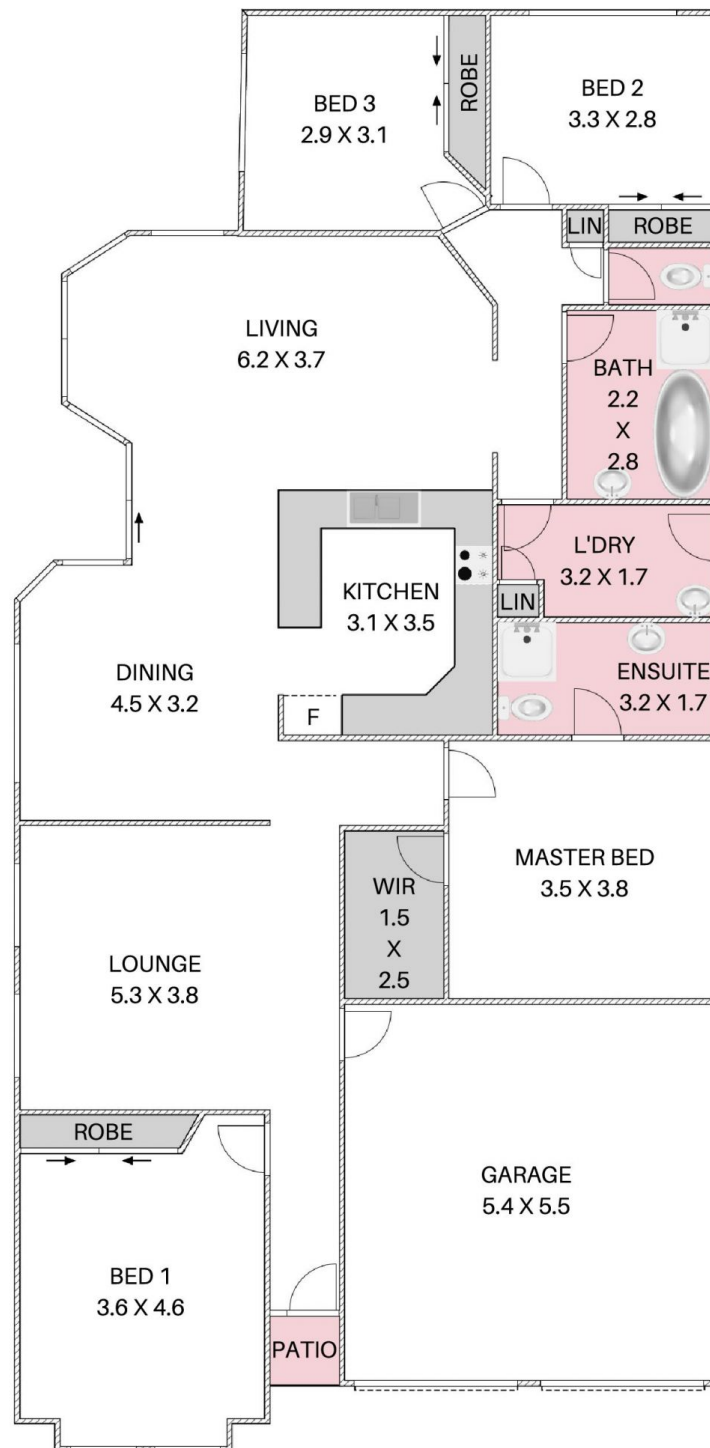 BED 3
2.9 X 3.1
ROBE
BED 2
3.3 X 2.8
LIN
ROBE
LIVING
6.2 X 3.7
BATH
2.2
X
2.8
KITCHEN
3.1 X 3.5
L'DRY
3.2 X 1.7
LIN
DINING
4.5 X 3.2
F
ENSUITE
3.2 X 1.7
MASTER BED
3.5 X 3.8
WIR
1.5
X
2.5
LOUNGE
5.3 X 3.8
ROBE
GARAGE
5.4 X 5.5
BED 1
3.6 X 4.6
PATIO